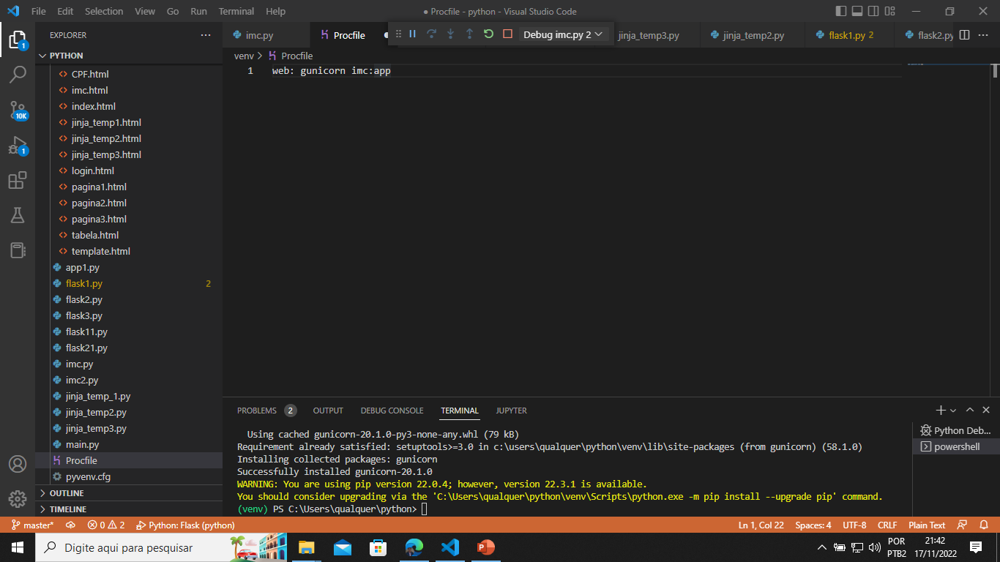 File Edit Selection View Go Run Terminal Help
● Procfile - python - Visual Studio Code
EXPLORER
imc.py
Procfile
Debug imc.py 2
jinja_temp3.py
jinja_temp2.py
flask1.py 2
flask2.py
1
PYTHON
venv > Procfile
1 web: gunicorn imc:app
CPF.html
imc.html
index.html
10K
jinja_temp1.html
jinja_temp2.html
1
jinja_temp3.html
login.html
pagina1.html
pagina2.html
pagina3.html
tabela.html
template.html
app1.py
flask1.py 2
flask2.py
flask3.py
flask11.py
flask21.py
imc.py
imc2.py
jinja_temp_1.py
jinja_temp2.py
jinja_temp3.py
main.py
Procfile
pyvenv.cfg
OUTLINE
TIMELINE
PROBLEMS 2 OUTPUT DEBUG CONSOLE TERMINAL JUPYTER
Using cached gunicorn-20.1.0-py3-none-any.whl (79 kB)
Requirement already satisfied: setuptools>=3.0 in c:\users\qualquer\python\venv\lib\site-packages (from gunicorn) (58.1.0)
Installing collected packages: gunicorn
Successfully installed gunicorn-20.1.0
WARNING: You are using pip version 22.0.4; however, version 22.3.1 is available.
You should consider upgrading via the 'C:\Users\qualquer\python\venv\Scripts\python.exe -m pip install --upgrade pip' command.
(venv) PS C:\Users\qualquer\python>
Python Deb...
powershell
master* 0 2 Python: Flask (python)
Ln 1, Col 22 Spaces: 4 UTF-8 CRLF Plain Text
Digite aqui para pesquisar
POR
PTB2
21:42
17/11/2022